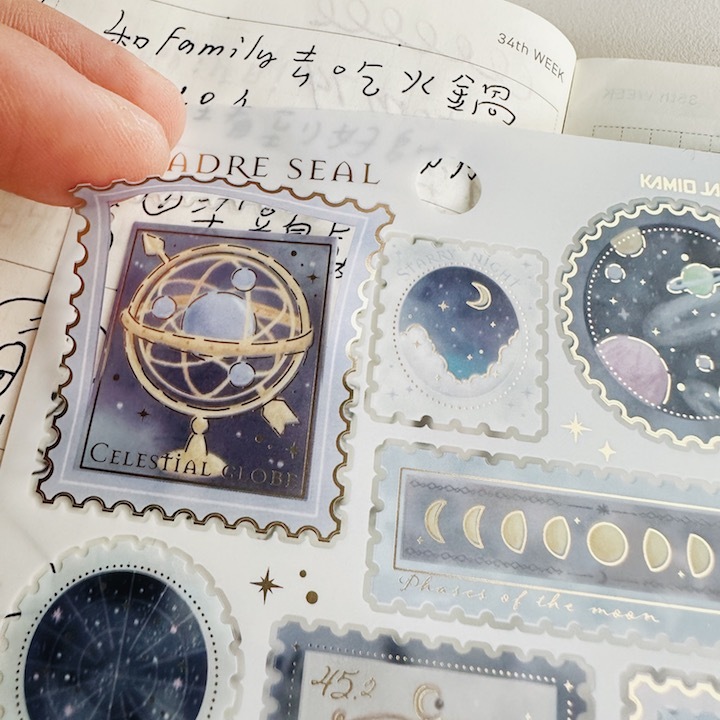 34th WEEK
和family去吃火鍋
ADRE SEAL
KAMIO JA
STARRY NIGHT
CELESTIAL GLOBE
Phases of the moon
45.2